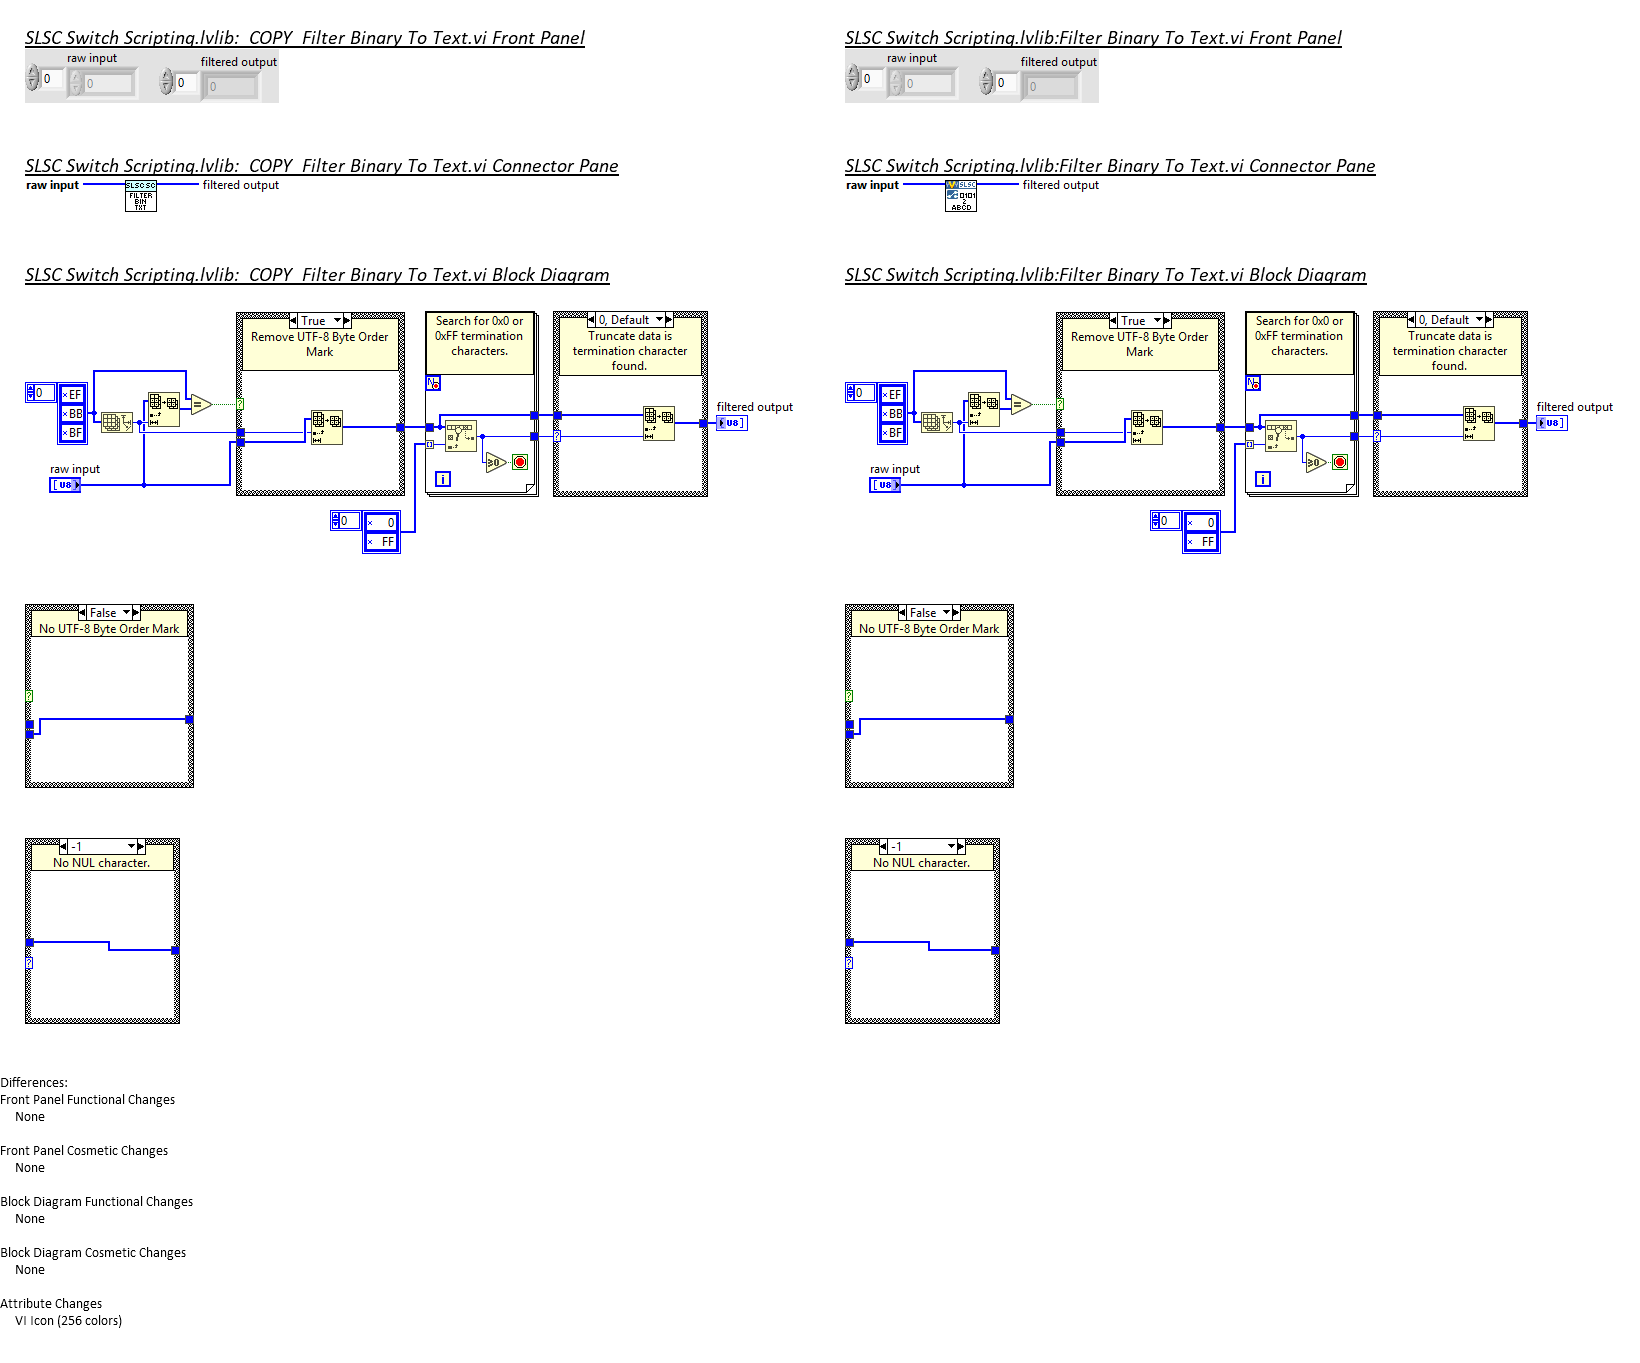 SLSC Switch Scripting.lvlib:_COPY_Filter Binary To Text.vi Front Panel
raw input
filtered output
0
0
0
0
SLSC Switch Scripting.lvlib:Filter Binary To Text.vi Front Panel
raw input
filtered output
0
0
0
0
SLSC Switch Scripting.lvlib:_COPY_Filter Binary To Text.vi Connector Pane
raw input
SLSC SC
FILTER
BIN
TXT
filtered output
SLSC Switch Scripting.lvlib:Filter Binary To Text.vi Connector Pane
raw input
SLSC
0101
2
ABCD
filtered output
SLSC Switch Scripting.lvlib:_COPY_Filter Binary To Text.vi Block Diagram
True
Remove UTF-8 Byte Order
Mark
Search for 0x0 or
0xFF termination
characters.
N
0, Default
Truncate data is
termination character
found.
0
× EF
× BB
× BF
=
?
raw input
[U8]
≥0
i
?
filtered output
U8]
0
× 0
× FF
SLSC Switch Scripting.lvlib:Filter Binary To Text.vi Block Diagram
True
Remove UTF-8 Byte Order
Mark
Search for 0x0 or
0xFF termination
characters.
N
0, Default
Truncate data is
termination character
found.
0
× EF
× BB
× BF
=
?
raw input
[U8]
≥0
i
?
filtered output
U8]
0
× 0
× FF
False
No UTF-8 Byte Order Mark
?
False
No UTF-8 Byte Order Mark
?
-1
No NUL character.
?
-1
No NUL character.
?
Differences:
Front Panel Functional Changes
None
Front Panel Cosmetic Changes
None
Block Diagram Functional Changes
None
Block Diagram Cosmetic Changes
None
Attribute Changes
VI Icon (256 colors)